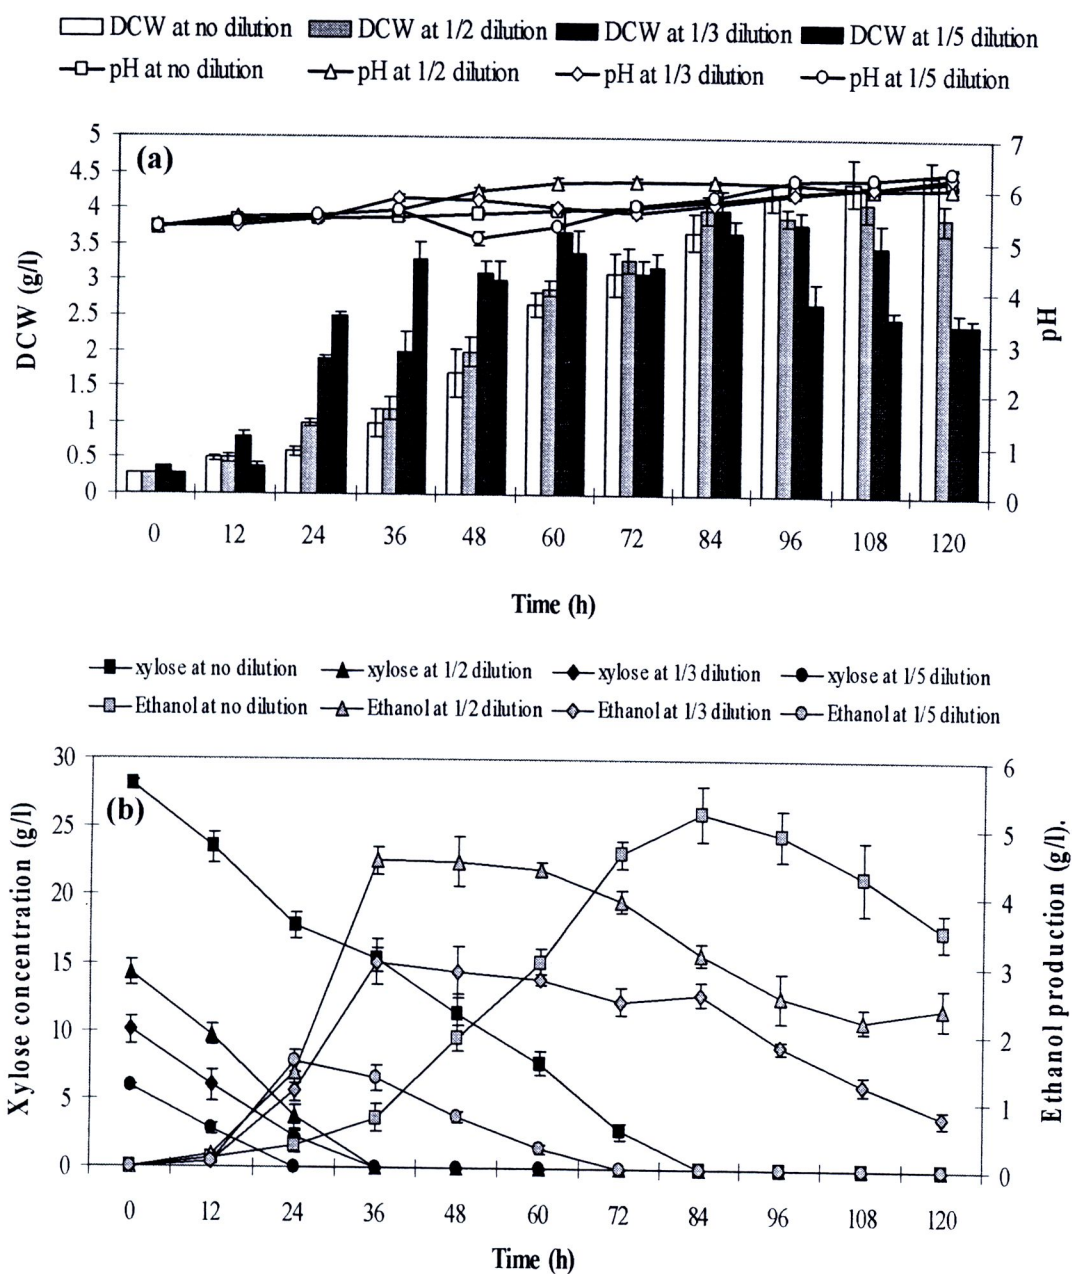 DCW at no dilution DCW at 1/2 dilution DCW at 1/3 dilution DCW at 1/5 dilution
pH at no dilution pH at 1/2 dilution pH at 1/3 dilution pH at 1/5 dilution
(a)
DCW (g/l)
5
4.5
4
3.5
3
2.5
2
1.5
1
0.5
0
7
6
5
4
3
2
1
0
pH
0 12 24 36 48 60 72 84 96 108 120
Time (h)
xylose at no dilution xylose at 1/2 dilution xylose at 1/3 dilution xylose at 1/5 dilution
Ethanol at no dilution Ethanol at 1/2 dilution Ethanol at 1/3 dilution Ethanol at 1/5 dilution
(b)
Xylose concentration (g/l)
30
25
20
15
10
5
0
6
5
4
3
2
1
0
Ethanol production (g/l).
0 12 24 36 48 60 72 84 96 108 120
Time (h)